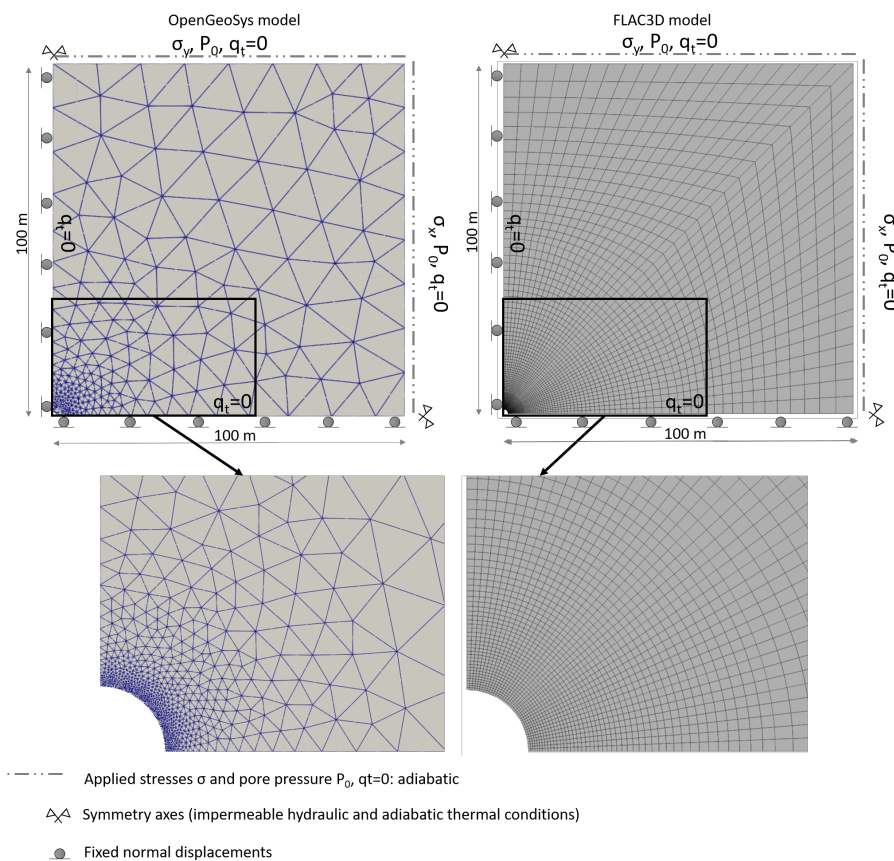 OpenGeoSys model
σy, P0, qt=0
FLAC3D model
σy, P0, qt=0
100 m
qt=0
σx, P0, qt=0
qt=0
100 m
100 m
qt=0
σx, P0, qt=0
qt=0
100 m
Applied stresses σ and pore pressure P0, qt=0: adiabatic
Symmetry axes (impermeable hydraulic and adiabatic thermal conditions)
Fixed normal displacements